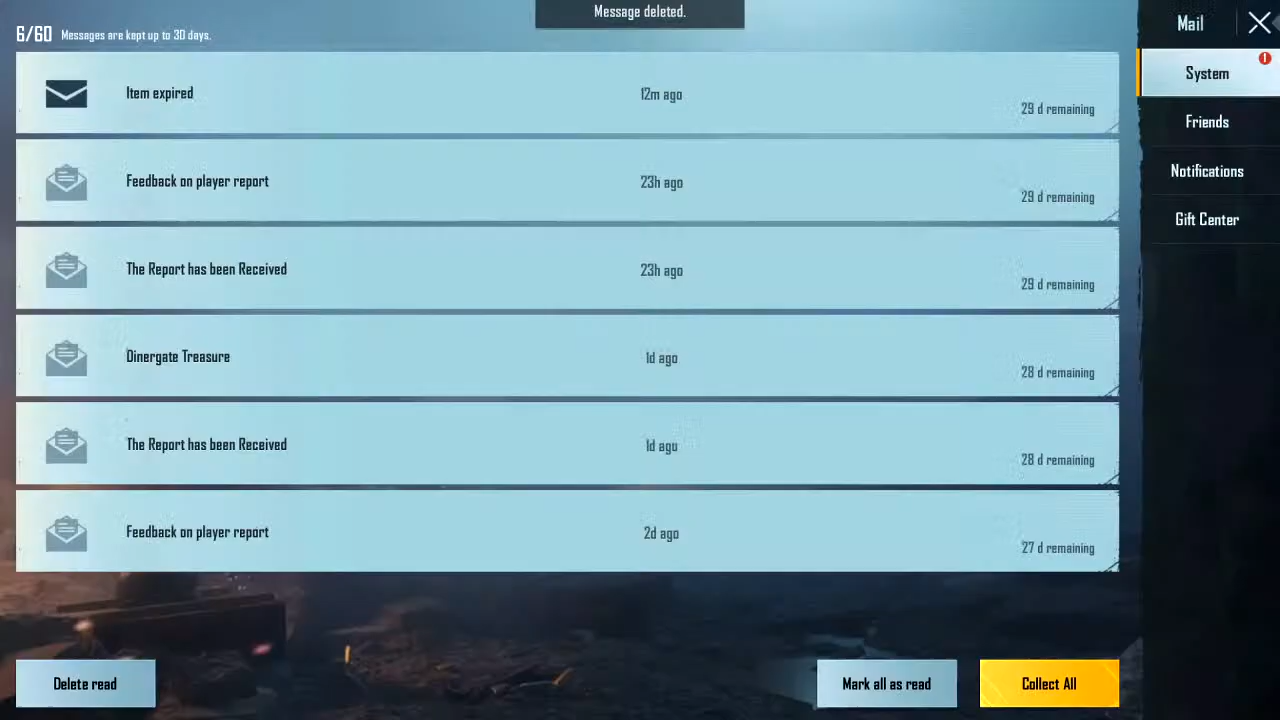 Message deleted.
6/60 Messages are kept up to 30 days.
Mail
Item expired 12m ago 29 d remaining
Feedback on player report 23h ago 29 d remaining
The Report has been Received 23h ago 29 d remaining
Dinergate Treasure 1d ago 28 d remaining
The Report has been Received 1d ago 28 d remaining
Feedback on player report 2d ago 27 d remaining
System
Friends
Notifications
Gift Center
Delete read
Mark all as read
Collect All